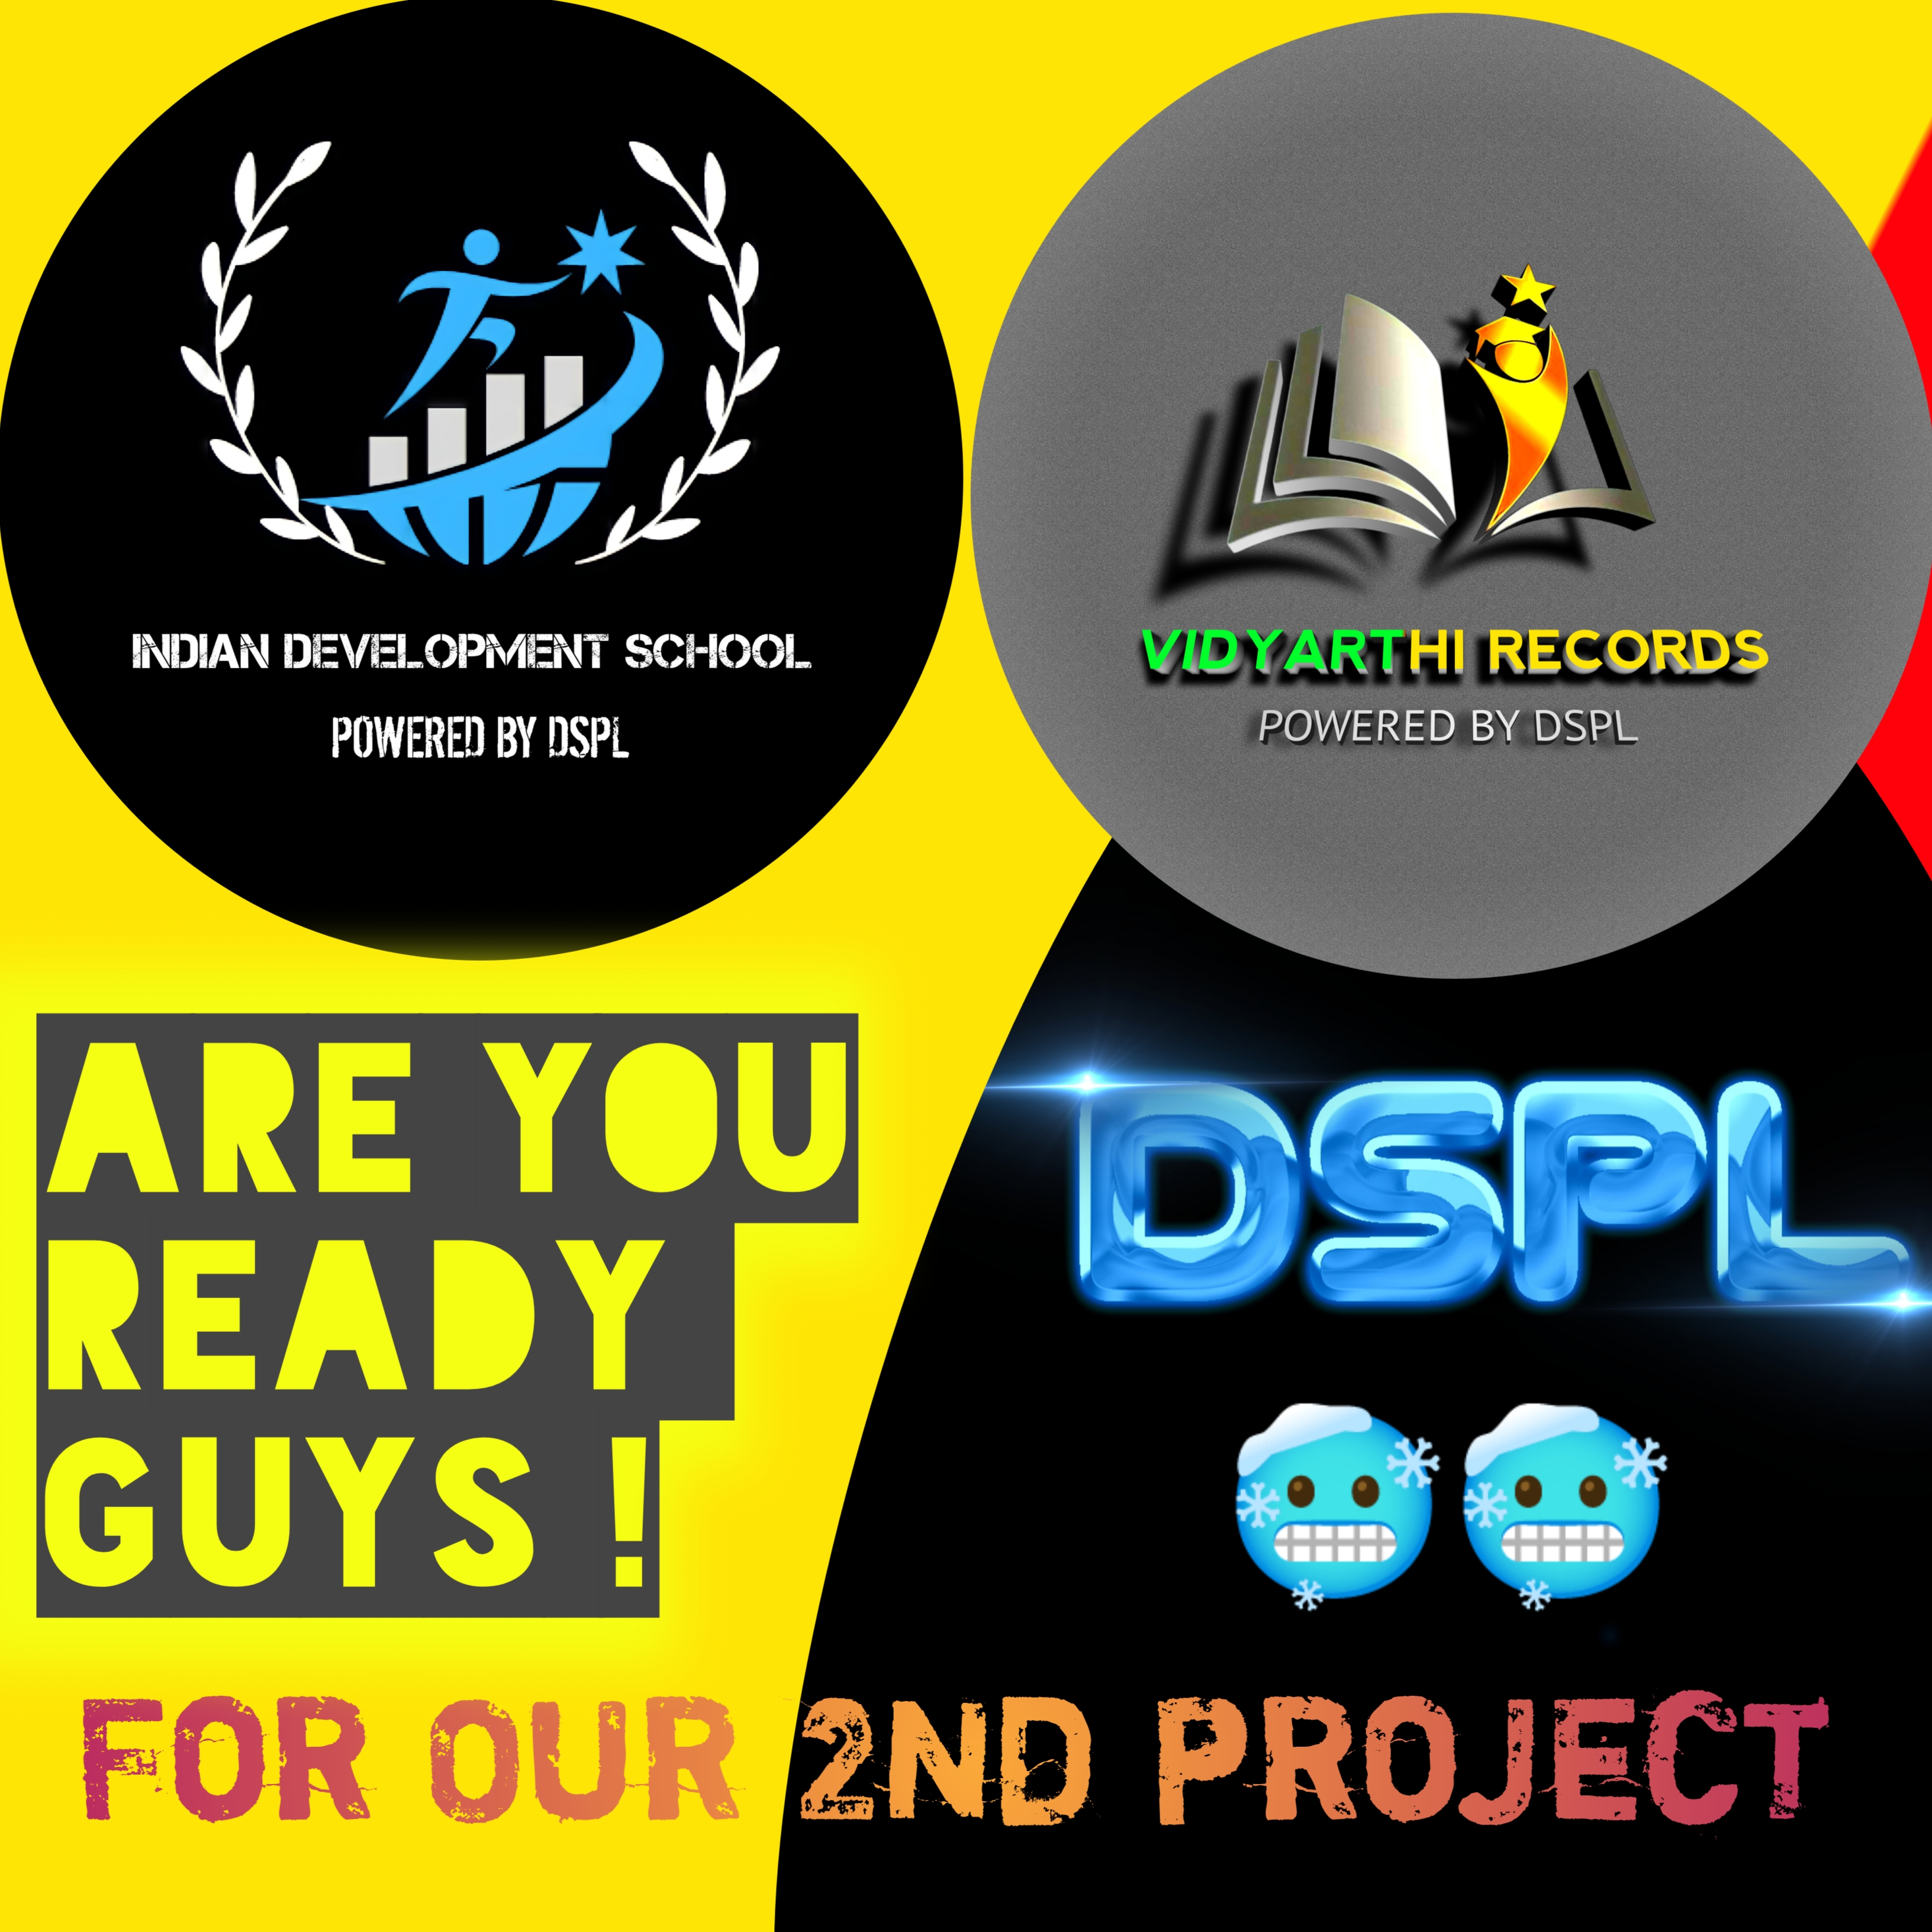 INDIAN DEVELOPMENT SCHOOL
POWERED BY DSPL
VIDYARTHI RECORDS
POWERED BY DSPL
ARE YOU
READY
GUYS !
DSPL
FOR OUR 2ND PROJECT